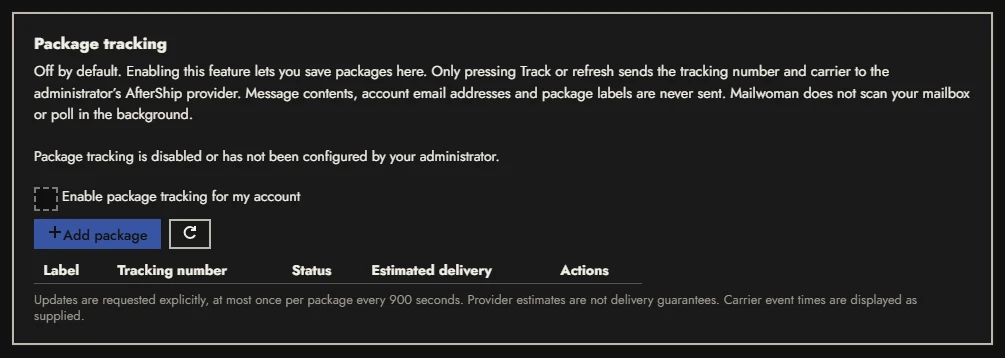 Package tracking
Off by default. Enabling this feature lets you save packages here. Only pressing Track or refresh sends the tracking number and carrier to the
administrator's AfterShip provider. Message contents, account email addresses and package labels are never sent. Mailwoman does not scan your mailbox
or poll in the background.
Package tracking is disabled or has not been configured by your administrator.
Enable package tracking for my account
+Add package
Label Tracking number Status Estimated delivery Actions
Updates are requested explicitly, at most once per package every 900 seconds. Provider estimates are not delivery guarantees. Carrier event times are displayed as
supplied.